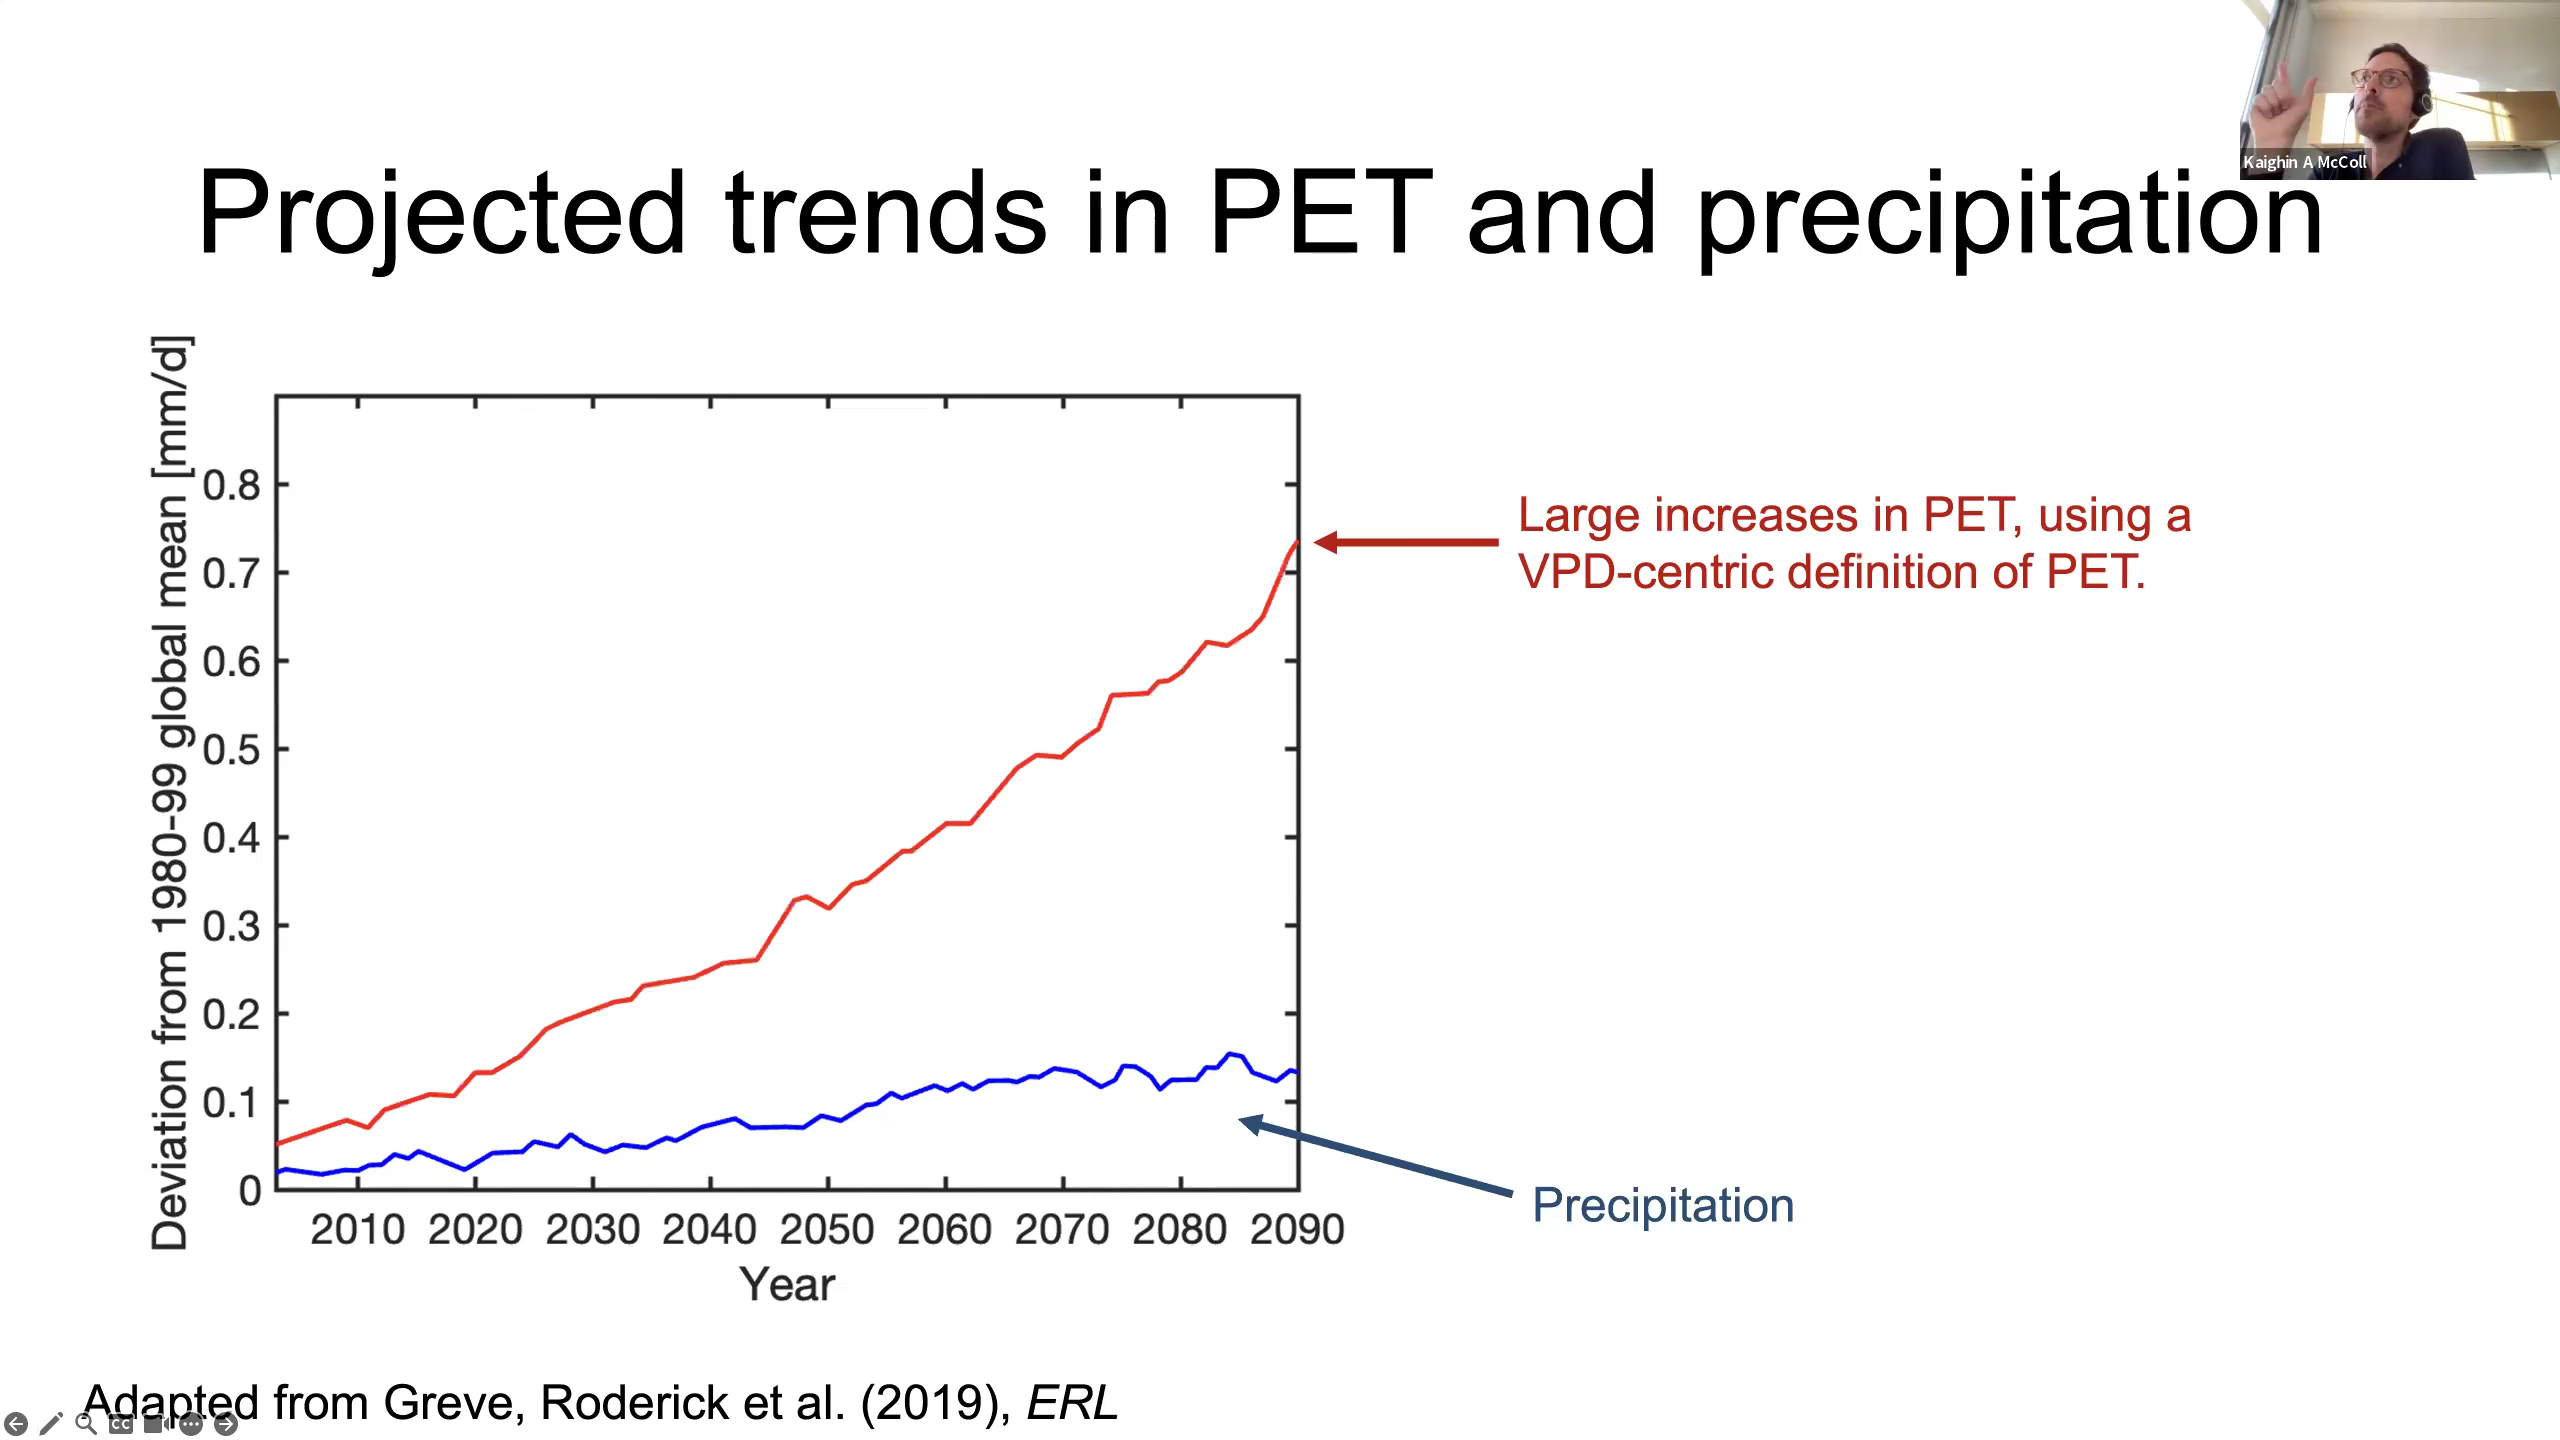 Kaighin A McColl
Projected trends in PET and precipitation
Deviation from 1980-99 global mean [mm/d]
0.8
0.7
0.6
0.5
0.4
0.3
0.2
0.1
0
2010 2020 2030 2040 2050 2060 2070 2080 2090
Year
Large increases in PET, using a
VPD-centric definition of PET.
Precipitation
Adapted from Greve, Roderick et al. (2019), ERL
CC